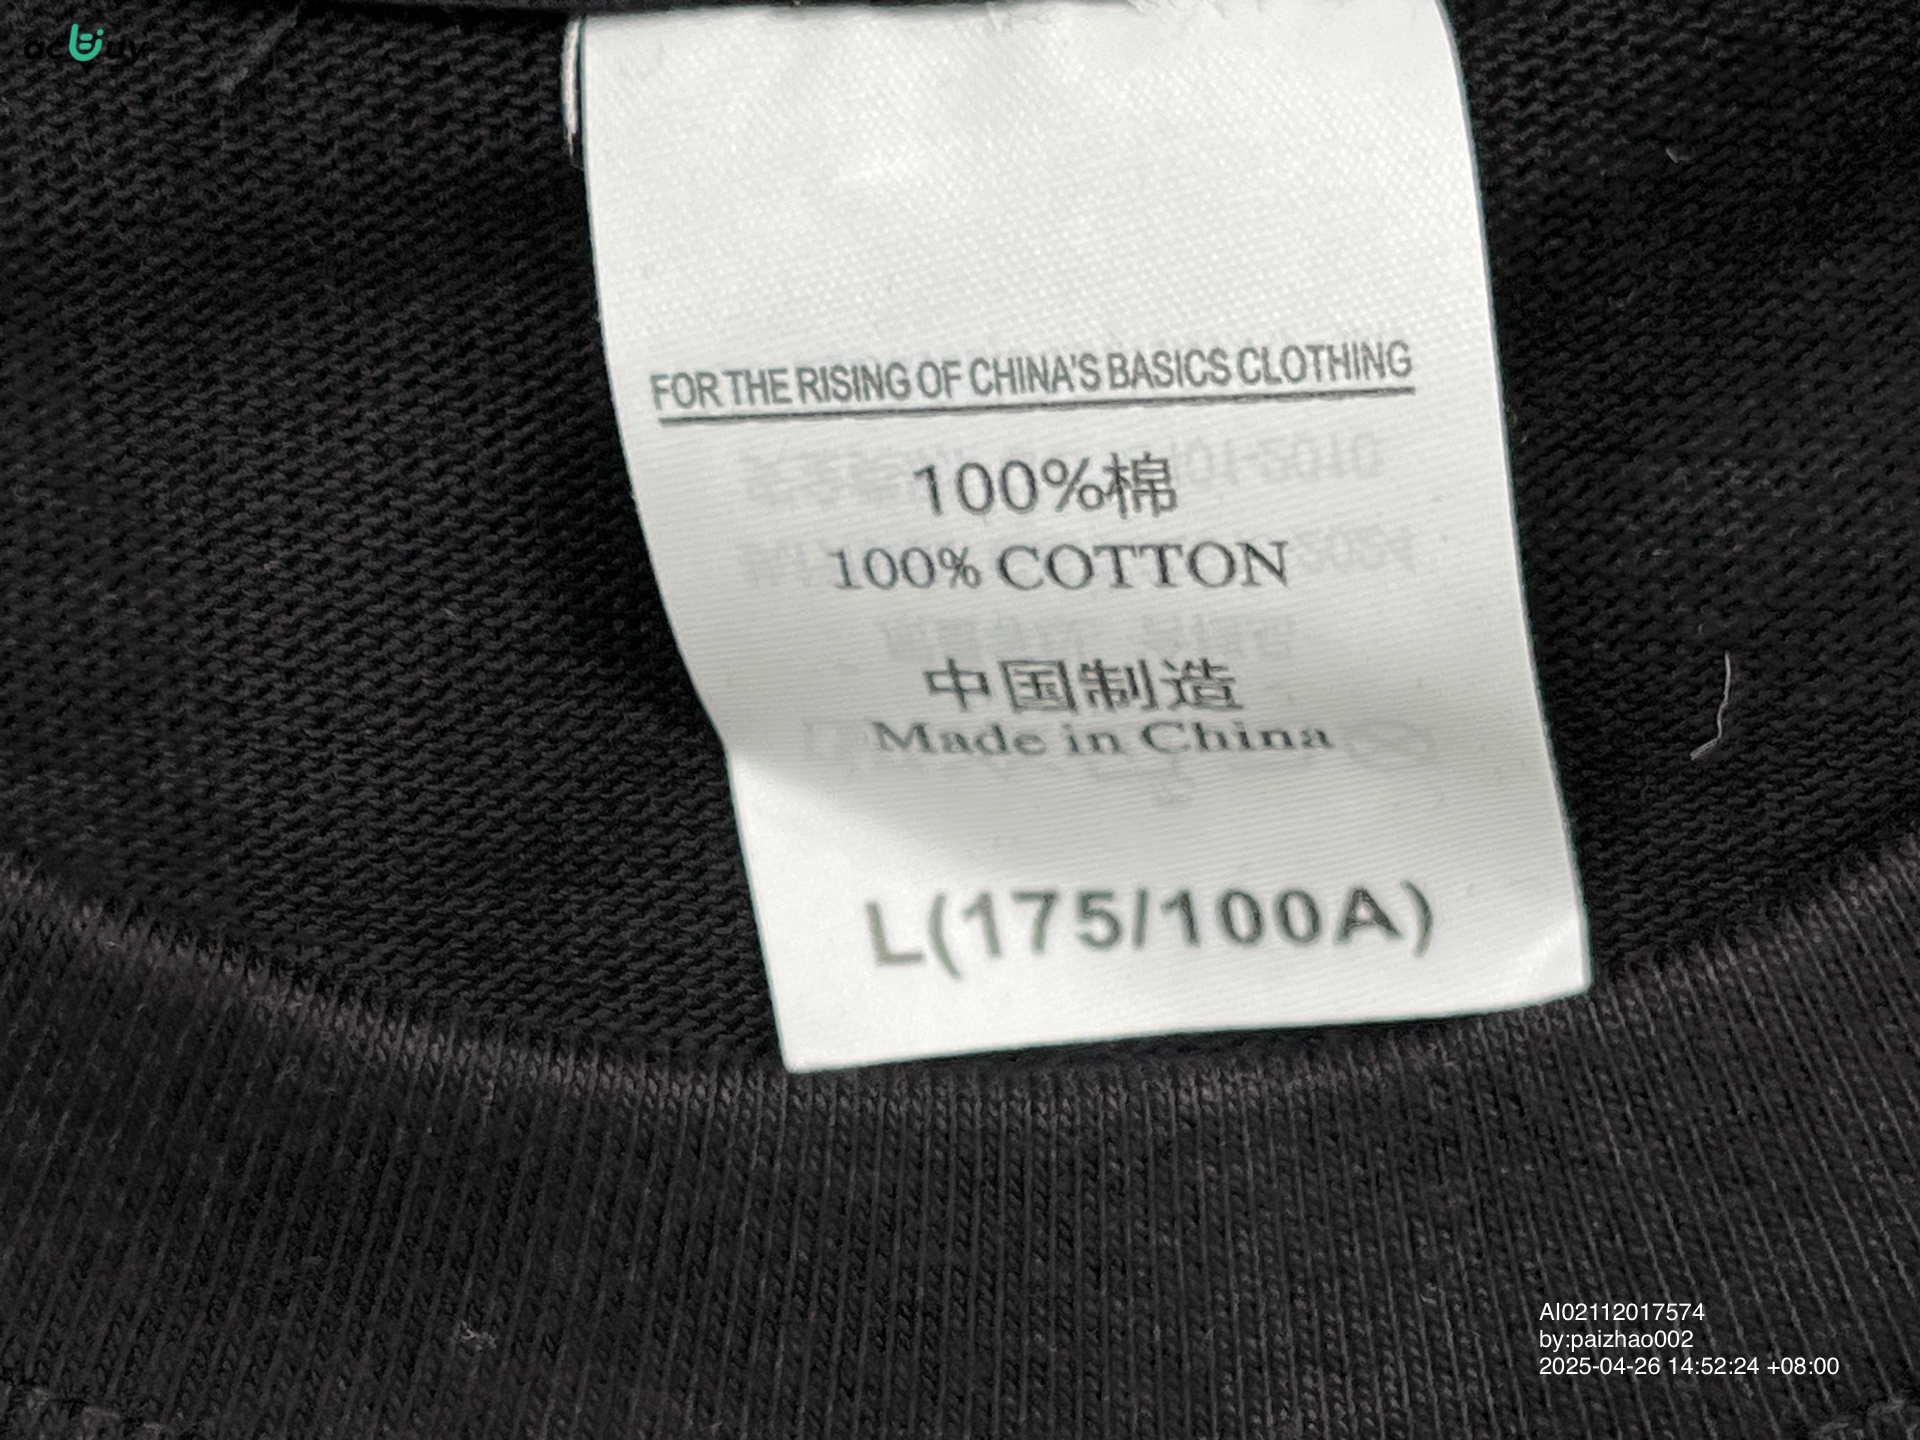 acbuy
FOR THE RISING OF CHINA'S BASICS CLOTHING
100%棉
100% COTTON
中国制造
Made in China
L(175/100A)
AI02112017574
by:paizhao002
2025-04-26 14:52:24 +08:00